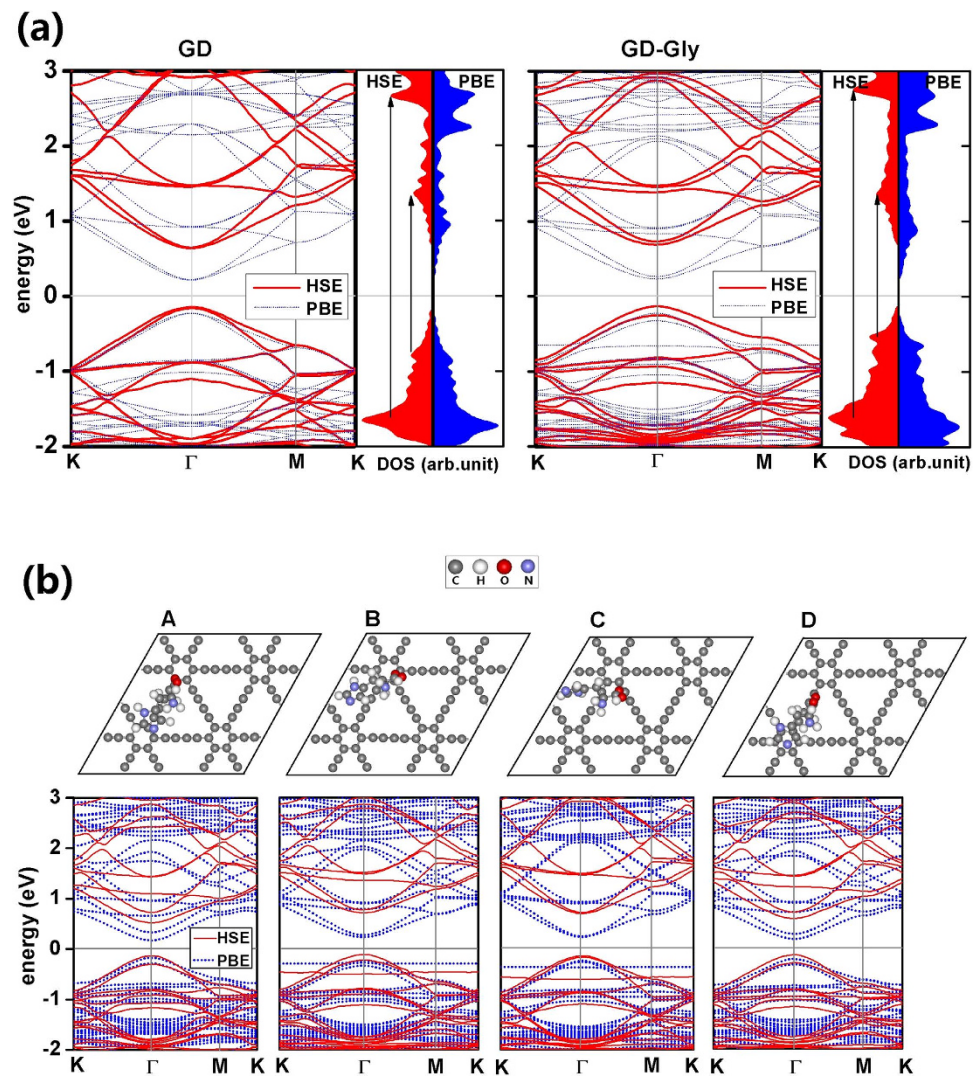 (a)
GD
GD-Gly
3
2
1
0
-1
-2
energy (eV)
HSE
PBE
HSE
PBE
HSE
PBE
HSE
PBE
K Γ M K DOS (arb.unit)
K Γ M K DOS (arb.unit)
(b)
C H O N
A B C D
3
2
1
0
-1
-2
energy (eV)
HSE
PBE
K Γ M K
K Γ M K
K Γ M K
K Γ M K